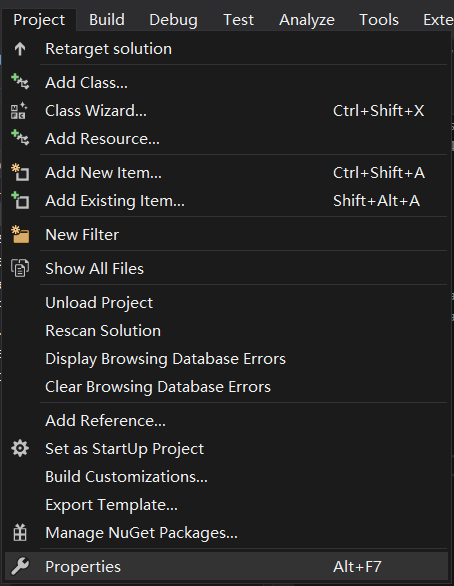 Project Build Debug Test Analyze Tools Exte
Retarget solution
Add Class...
Class Wizard... Ctrl+Shift+X
Add Resource...
Add New Item... Ctrl+Shift+A
Add Existing Item... Shift+Alt+A
New Filter
Show All Files
Unload Project
Rescan Solution
Display Browsing Database Errors
Clear Browsing Database Errors
Add Reference...
Set as StartUp Project
Build Customizations...
Export Template...
Manage NuGet Packages...
Properties Alt+F7